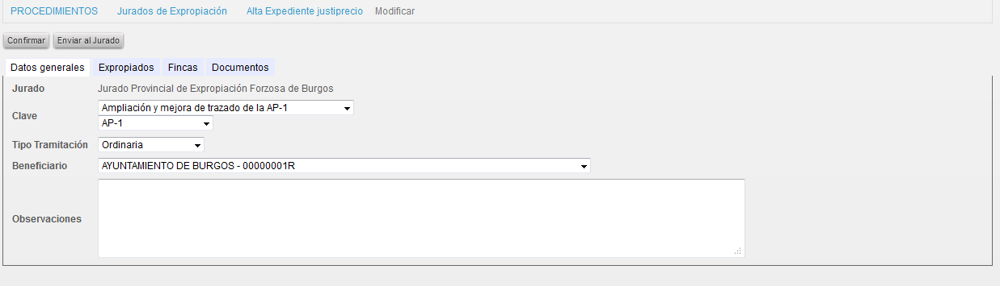 PROCEDIMIENTOS Jurados de Expropiación Alta Expediente justiprecio Modificar
Confirmar Enviar al Jurado
Datos generales Expropiados Fincas Documentos
Jurado Jurado Provincial de Expropiación Forzosa de Burgos
Clave Ampliación y mejora de trazado de la AP-1
AP-1
Tipo Tramitación Ordinaria
Beneficiario AYUNTAMIENTO DE BURGOS - 00000001R
Observaciones